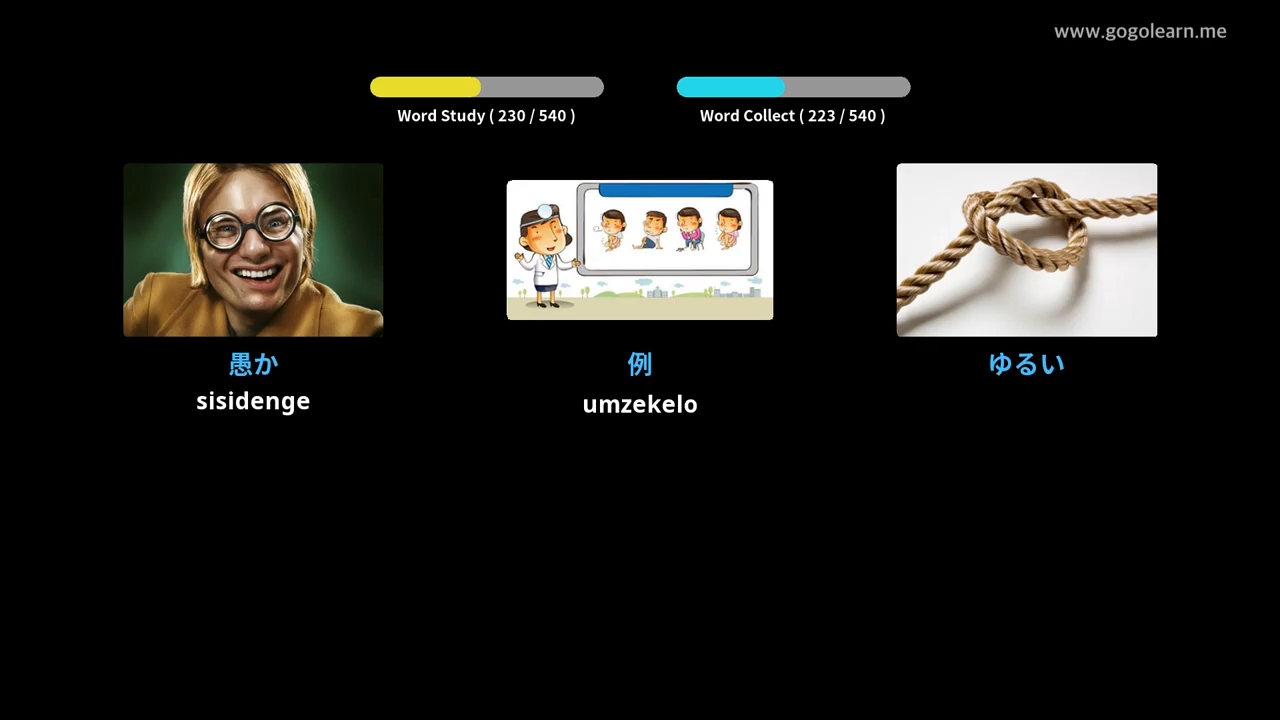 www.gogolearn.me
Word Study ( 230 / 540 )
Word Collect ( 223 / 540 )
愚か
例
ゆるい
sisidenge
umzekelo